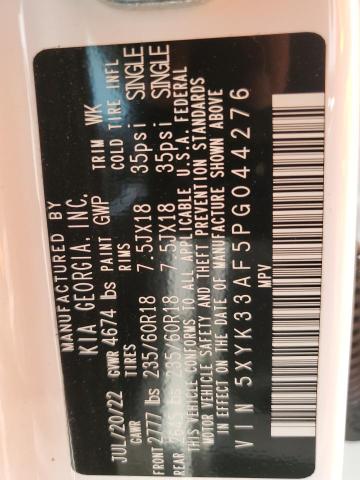 MANUFACTURED BY
KIA GEORGIA, INC.
JUL/20/22 GVWR 4674 lbs PAINT GWP TRIM WK
GAWR TIRES RIMS COLD TIRE INFL
FRONT 2777 lbs 235/60R18 7.5JX18 35psi SINGLE
REAR 2645 lbs 235/60R18 7.5JX18 35psi SINGLE
THIS VEHICLE CONFORMS TO ALL APPLICABLE U.S.A. FEDERAL
MOTOR VEHICLE SAFETY AND THEFT PREVENTION STANDARDS
IN EFFECT ON THE DATE OF MANUFACTURE SHOWN ABOVE
VIN 5XYK33AF5PG044276
MPV